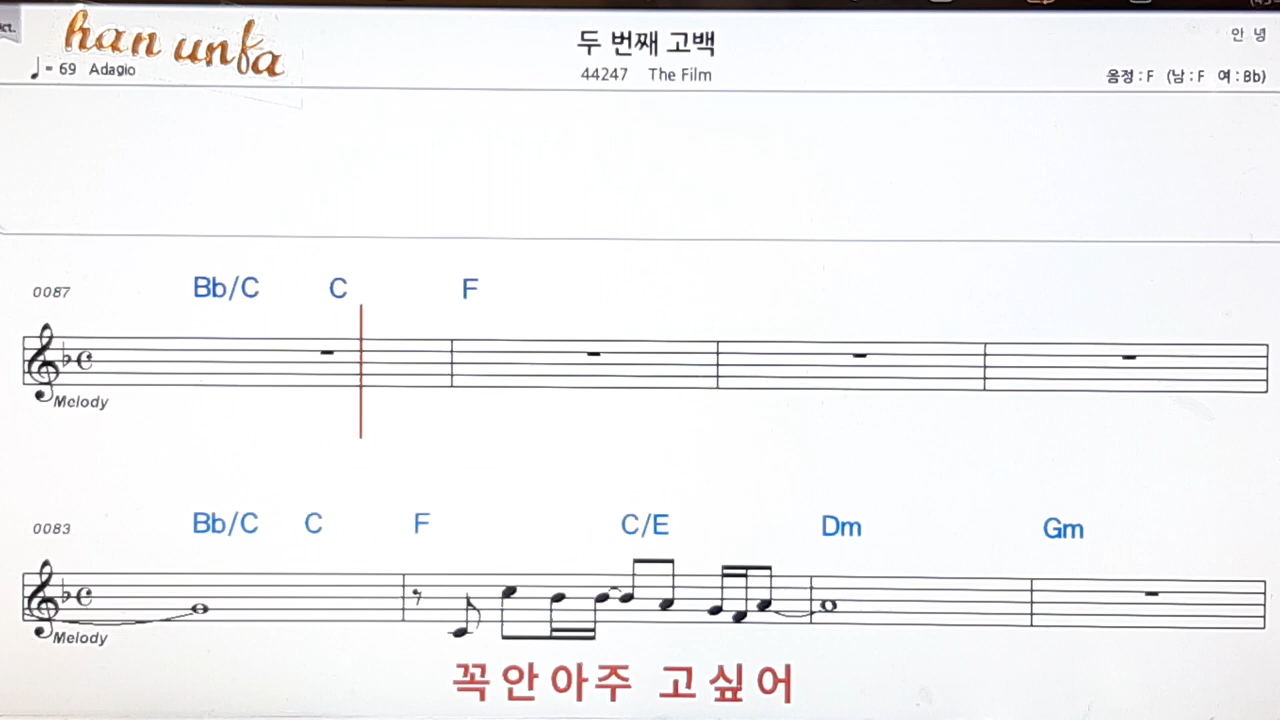 han unfa
♩= 69 Adagio
두 번째 고백
44247 The Film
안 녕
음정 : F (남 : F 여 : Bb)
0087
Bb/C C F
Melody
0083
Bb/C C F C/E Dm Gm
Melody
꼭 안 아 주 고 싶 어